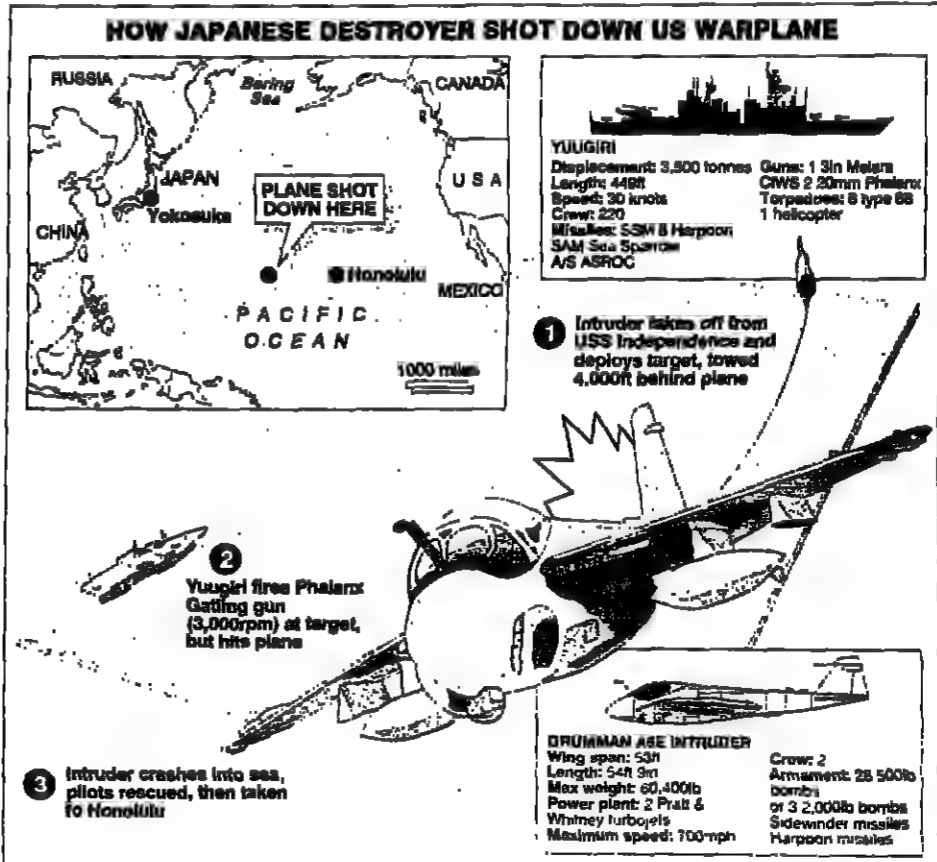 HOW JAPANESE DESTROYER SHOT DOWN US WARPLANE
RUSSIA
Bering
Sea
CANADA
JAPAN
Yokosuka
CHINA
PLANE SHOT
DOWN HERE
USA
Honolulu
MEXICO
PACIFIC
OCEAN
1000 miles
YUUGIRI
Displacement: 3,500 tonnes
Length: 449ft
Speed: 30 knots
Crew: 220
Missiles: SSM 8 Harpoon
SAM Sea Sparrow
A/S ASROC
Guns: 1 3in Melara
CIWS 2 20mm Phalanx
Torpedoes: 6 type 68
1 helicopter
1
Intruder takes off from
USS Independence and
deploys target, towed
4,000ft behind plane
2
Yuugiri fires Phalanx
Gatling gun
(3,000rpm) at target,
but hits plane
3
Intruder crashes into sea,
pilots rescued, then taken
to Honolulu
GRUMMAN A6E INTRUDER
Wing span: 53ft
Length: 54ft 9in
Max weight: 60,400lb
Power plant: 2 Pratt &
Whitney turbojets
Maximum speed: 700mph
Crew: 2
Armament: 28 500lb
bombs
or 3 2,000lb bombs
Sidewinder missiles
Harpoon missiles